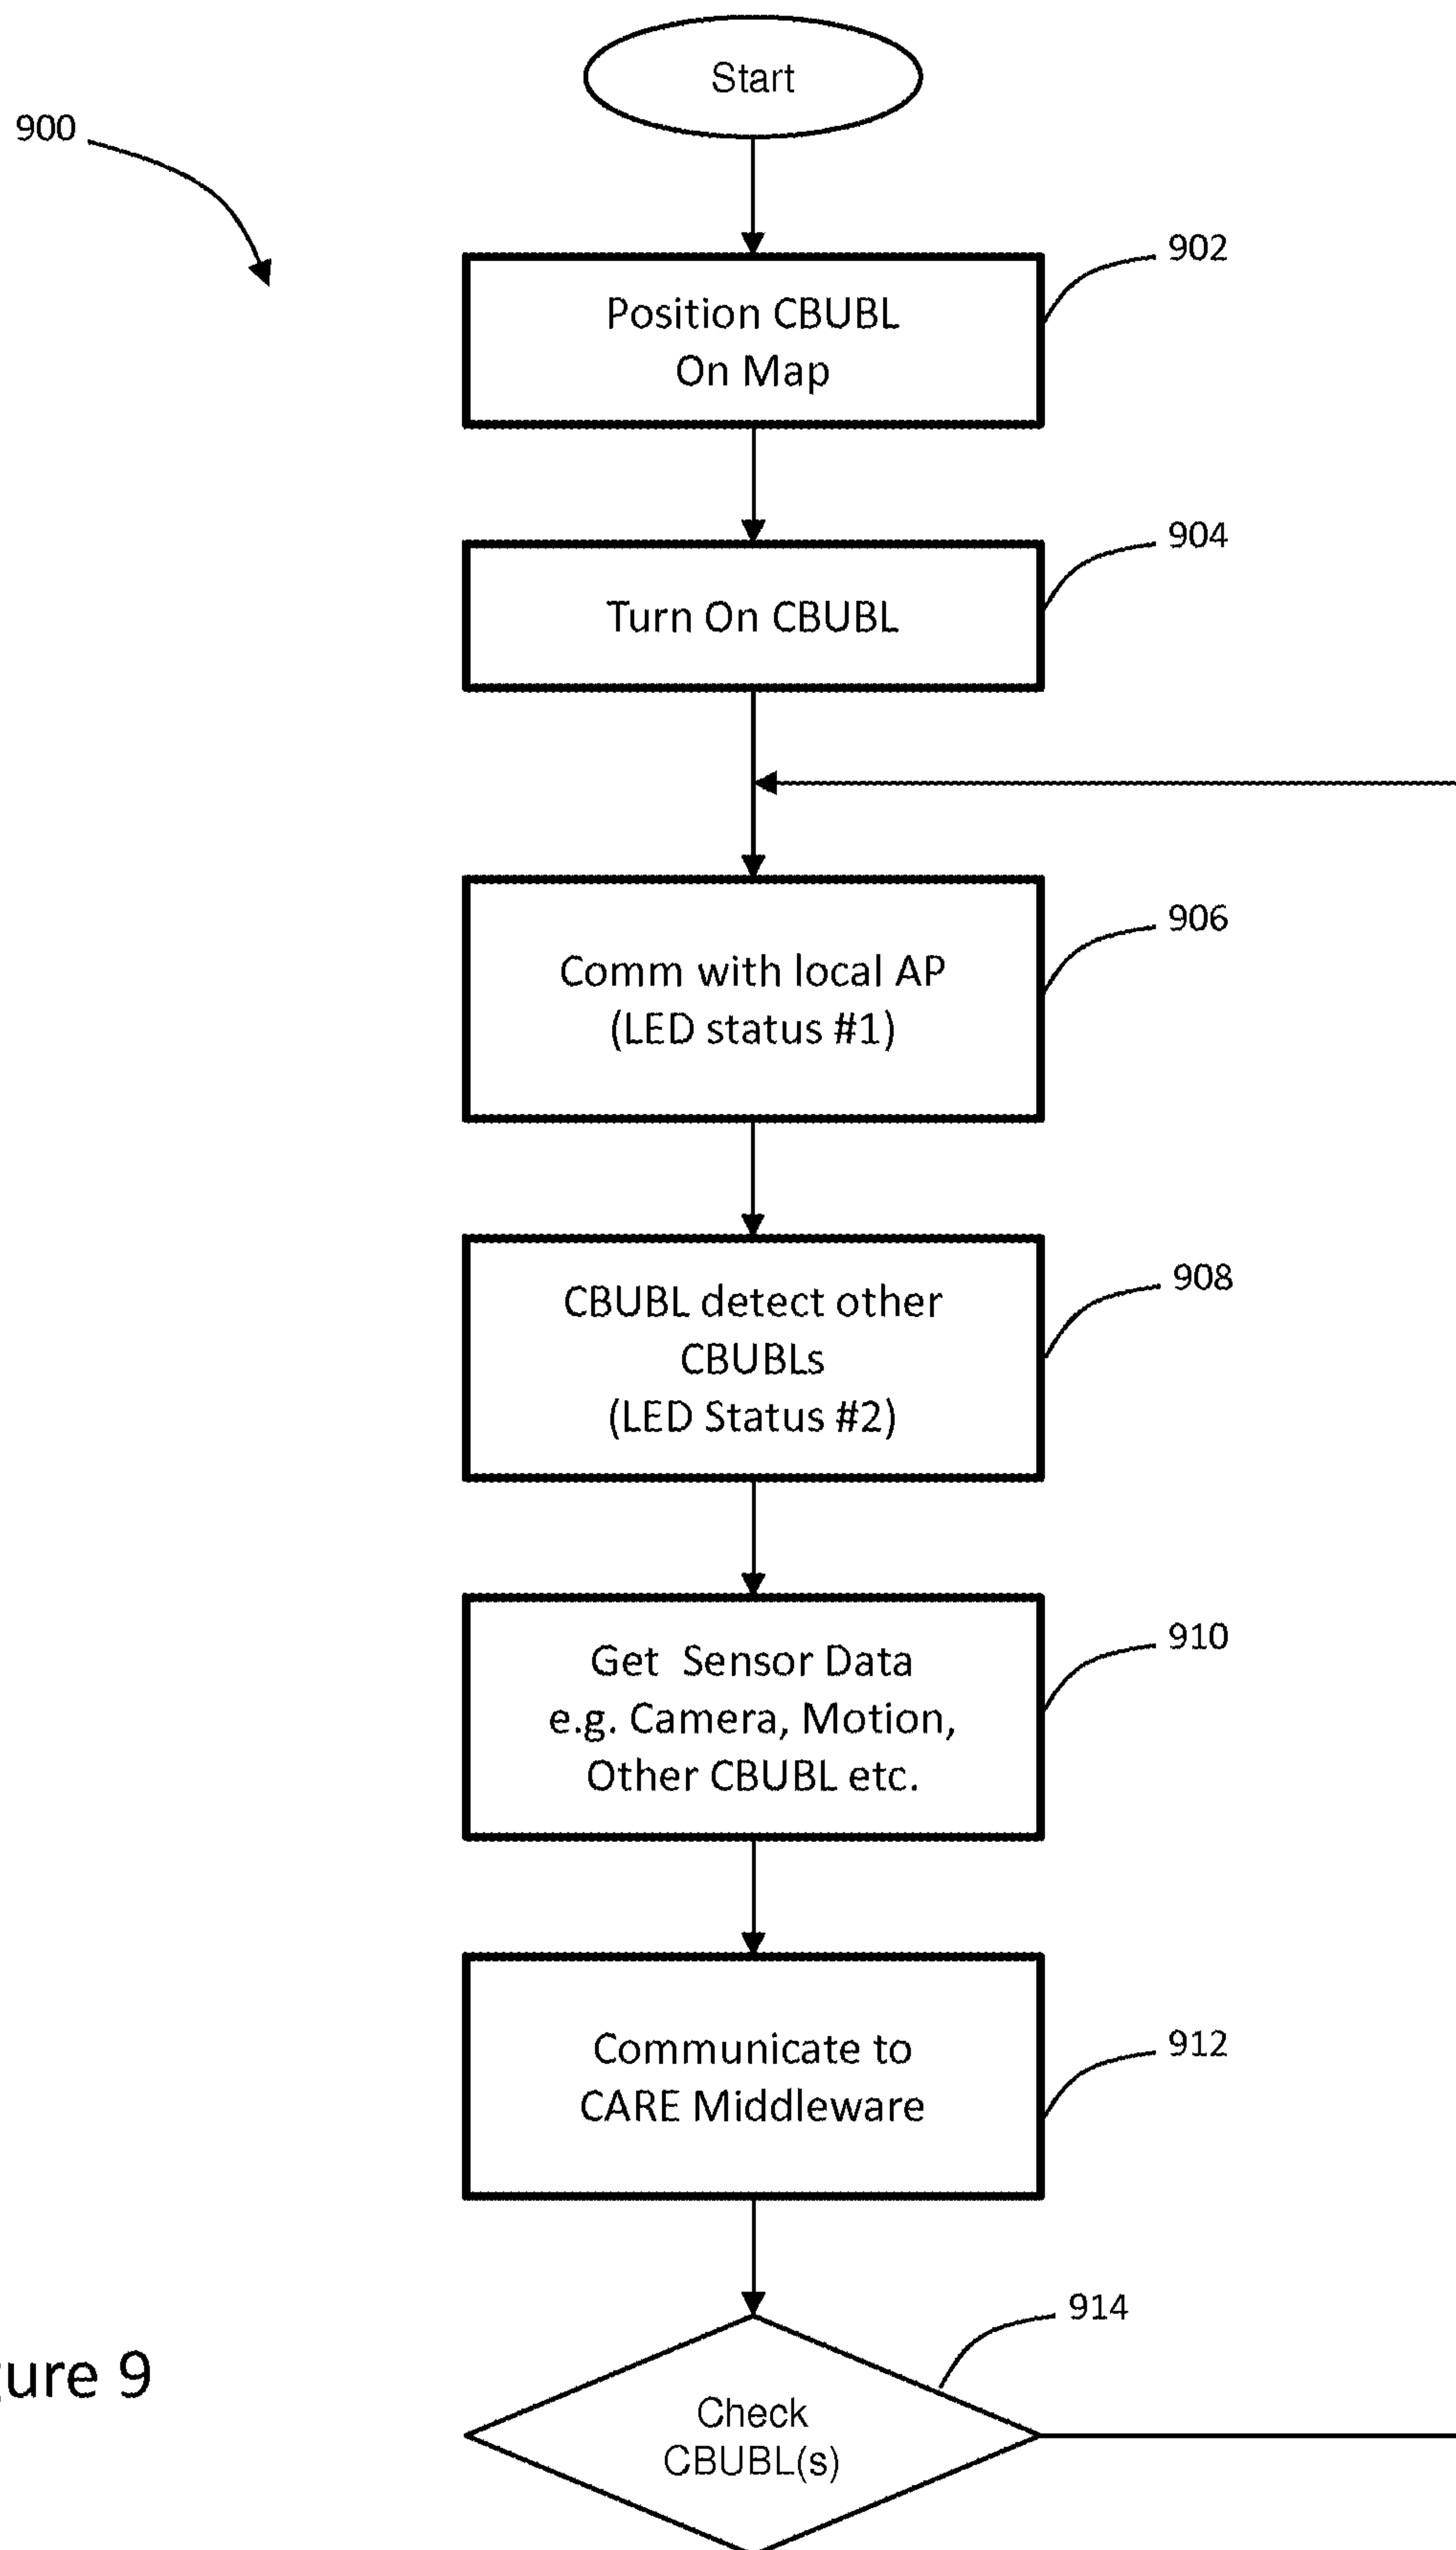 Start
900
902
Position CBUBL
On Map
904
Turn On CBUBL
906
Comm with local AP
(LED status #1)
908
CBUBL detect other
CBUBLs
(LED Status #2)
910
Get Sensor Data
e.g. Camera, Motion,
Other CBUBL etc.
912
Communicate to
CARE Middleware
914
Check
CBUBL(s)
9